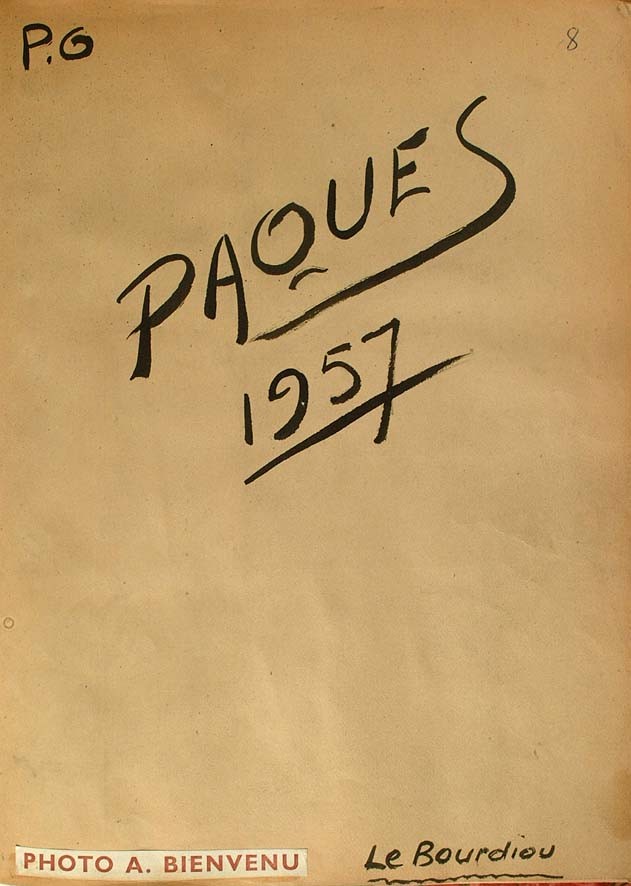 P.G
8
PAQUES
1957
PHOTO A. BIENVENU
Le Bourdiou